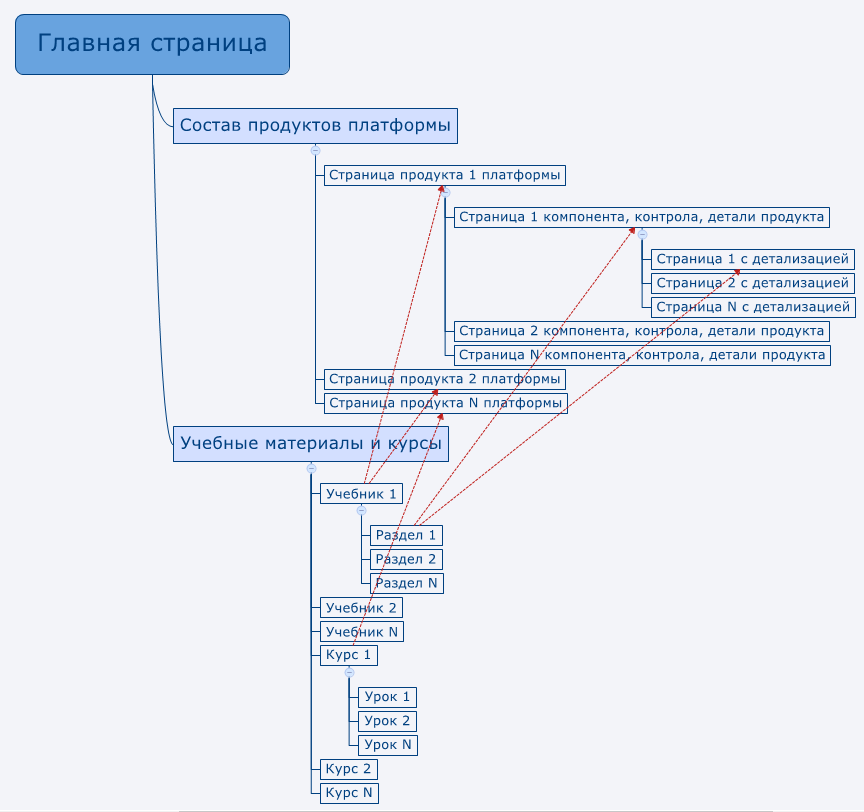 Главная страница
Состав продуктов платформы
Страница продукта 1 платформы
Страница 1 компонента, контрола, детали продукта
Страница 1 с детализацией
Страница 2 с детализацией
Страница N с детализацией
Страница 2 компонента, контрола, детали продукта
Страница N компонента, контрола, детали продукта
Страница продукта 2 платформы
Страница продукта N платформы
Учебные материалы и курсы
Учебник 1
Раздел 1
Раздел 2
Раздел N
Учебник 2
Учебник N
Курс 1
Урок 1
Урок 2
Урок N
Курс 2
Курс N